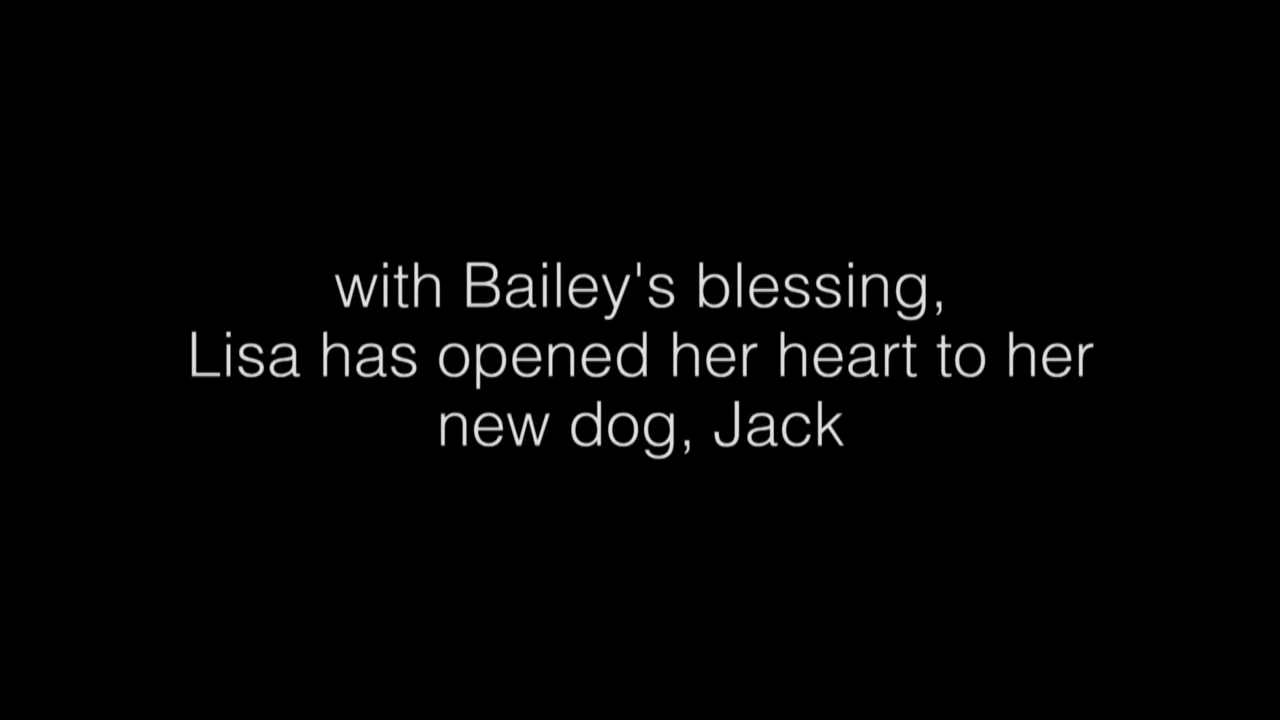 with Bailey's blessing,
Lisa has opened her heart to her
new dog, Jack